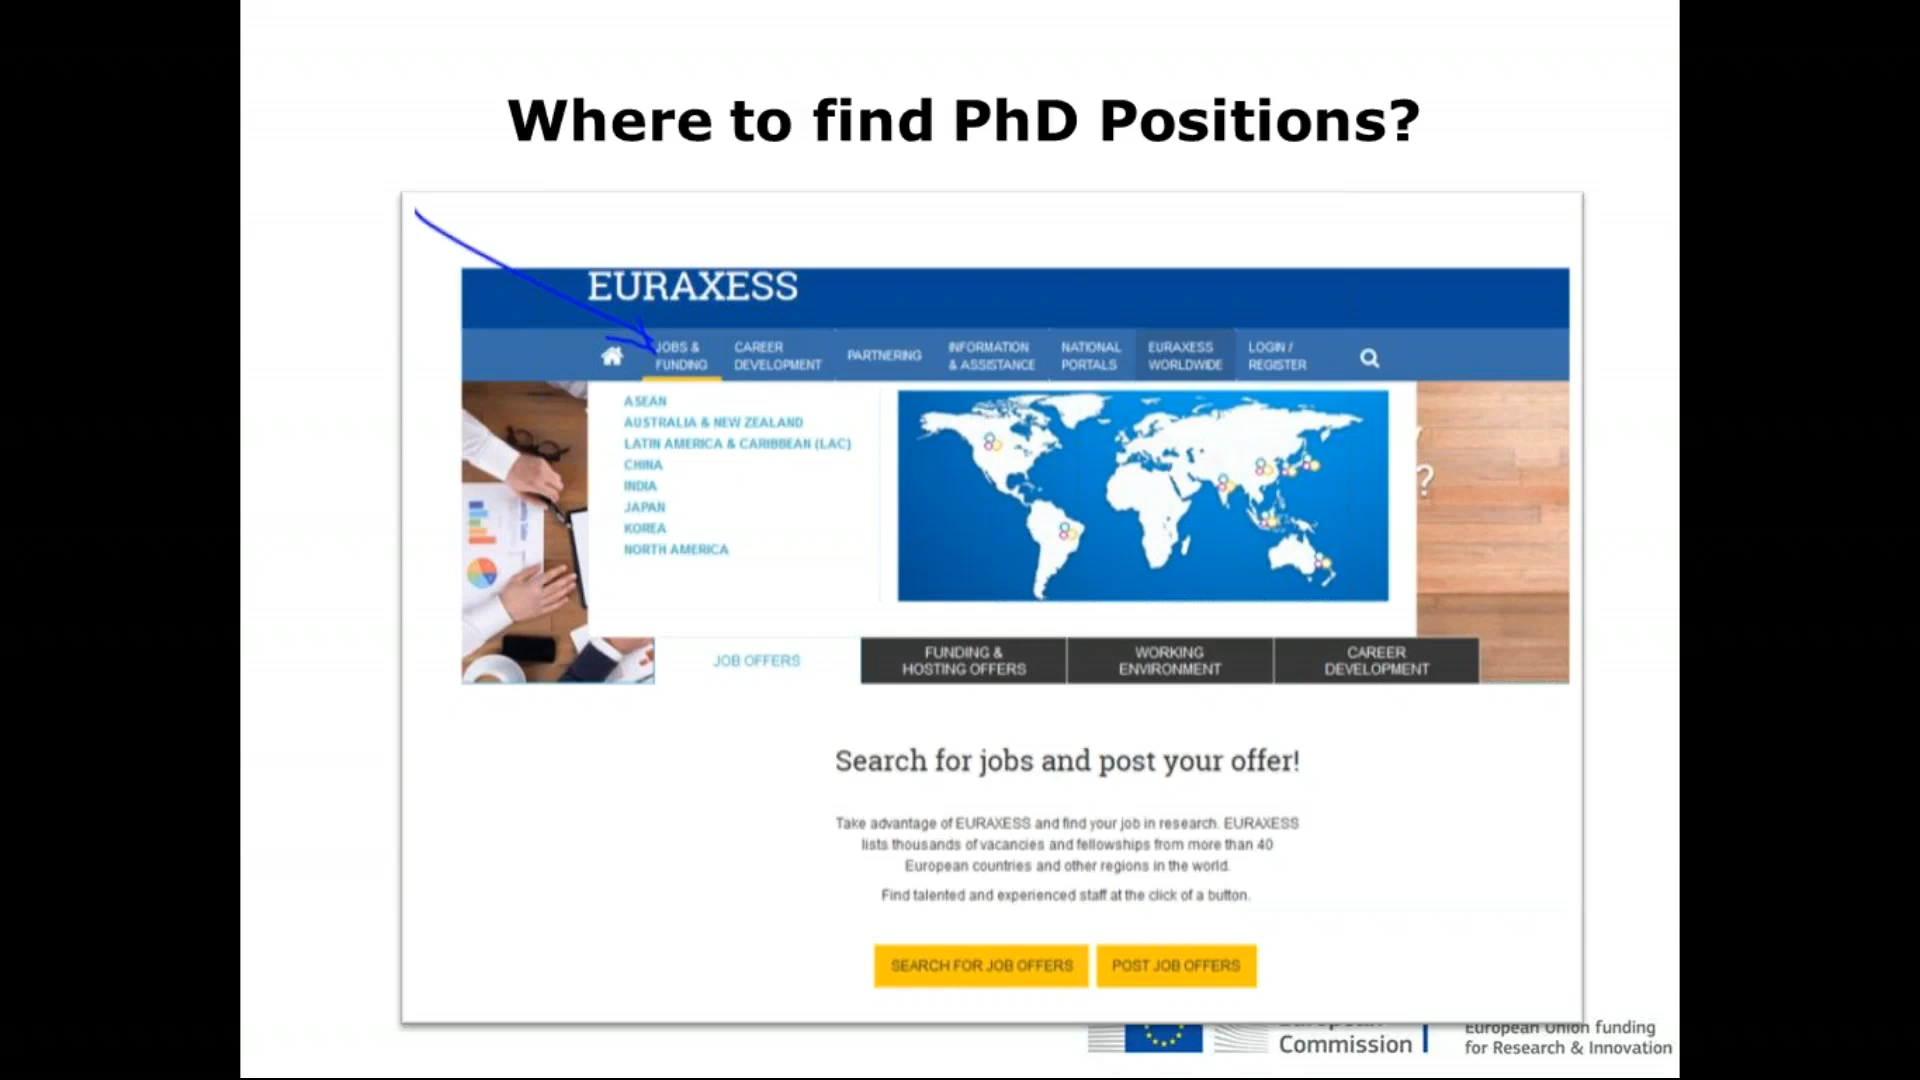 Where to find PhD Positions?
EURAXESS
JOBS & FUNDING
CAREER DEVELOPMENT
PARTNERING
INFORMATION & ASSISTANCE
NATIONAL PORTALS
EURAXESS WORLDWIDE
LOGIN / REGISTER
ASEAN
AUSTRALIA & NEW ZEALAND
LATIN AMERICA & CARIBBEAN (LAC)
CHINA
INDIA
JAPAN
KOREA
NORTH AMERICA
?
JOB OFFERS
FUNDING & HOSTING OFFERS
WORKING ENVIRONMENT
CAREER DEVELOPMENT
Search for jobs and post your offer!
Take advantage of EURAXESS and find your job in research. EURAXESS
lists thousands of vacancies and fellowships from more than 40
European countries and other regions in the world.
Find talented and experienced staff at the click of a button.
SEARCH FOR JOB OFFERS
POST JOB OFFERS
Commission
European Union funding
for Research & Innovation